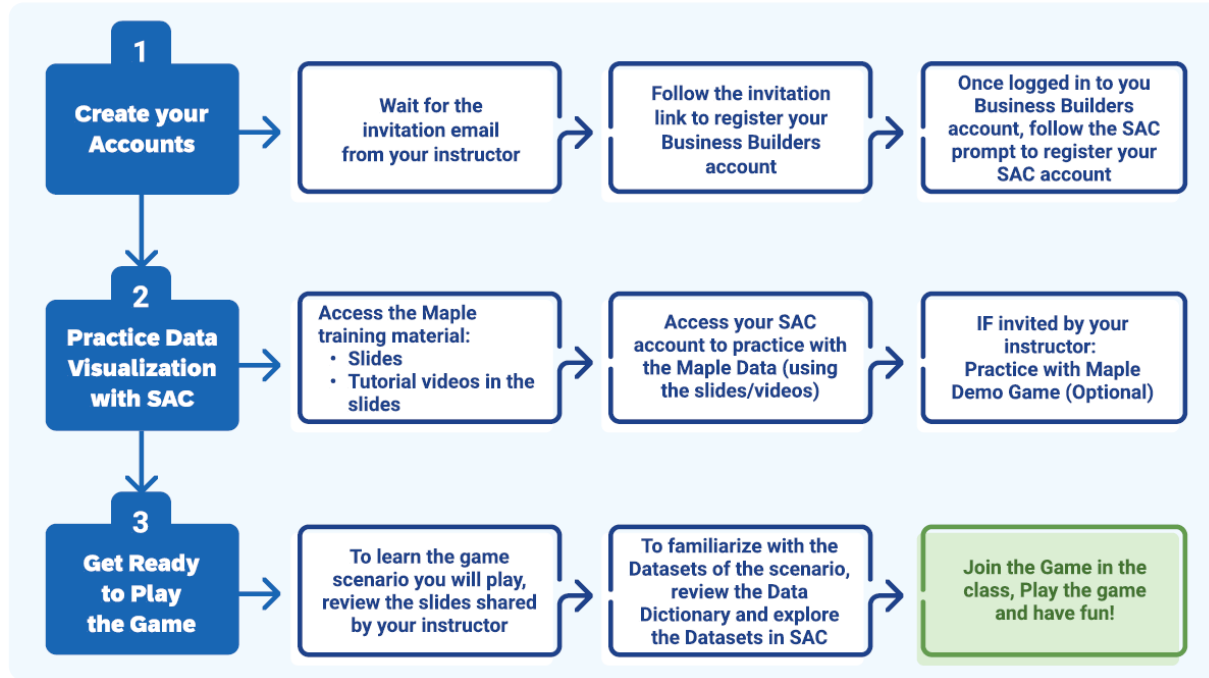 1
Create your
Accounts
Wait for the
invitation email
from your instructor
Follow the invitation
link to register your
Business Builders
account
Once logged in to you
Business Builders
account, follow the SAC
prompt to register your
SAC account
2
Practice Data
Visualization
with SAC
Access the Maple
training material:
• Slides
• Tutorial videos in the
slides
Access your SAC
account to practice with
the Maple Data (using
the slides/videos)
IF invited by your
instructor:
Practice with Maple
Demo Game (Optional)
3
Get Ready
to Play
the Game
To learn the game
scenario you will play,
review the slides shared
by your instructor
To familiarize with the
Datasets of the scenario,
review the Data
Dictionary and explore
the Datasets in SAC
Join the Game in the
class, Play the game
and have fun!